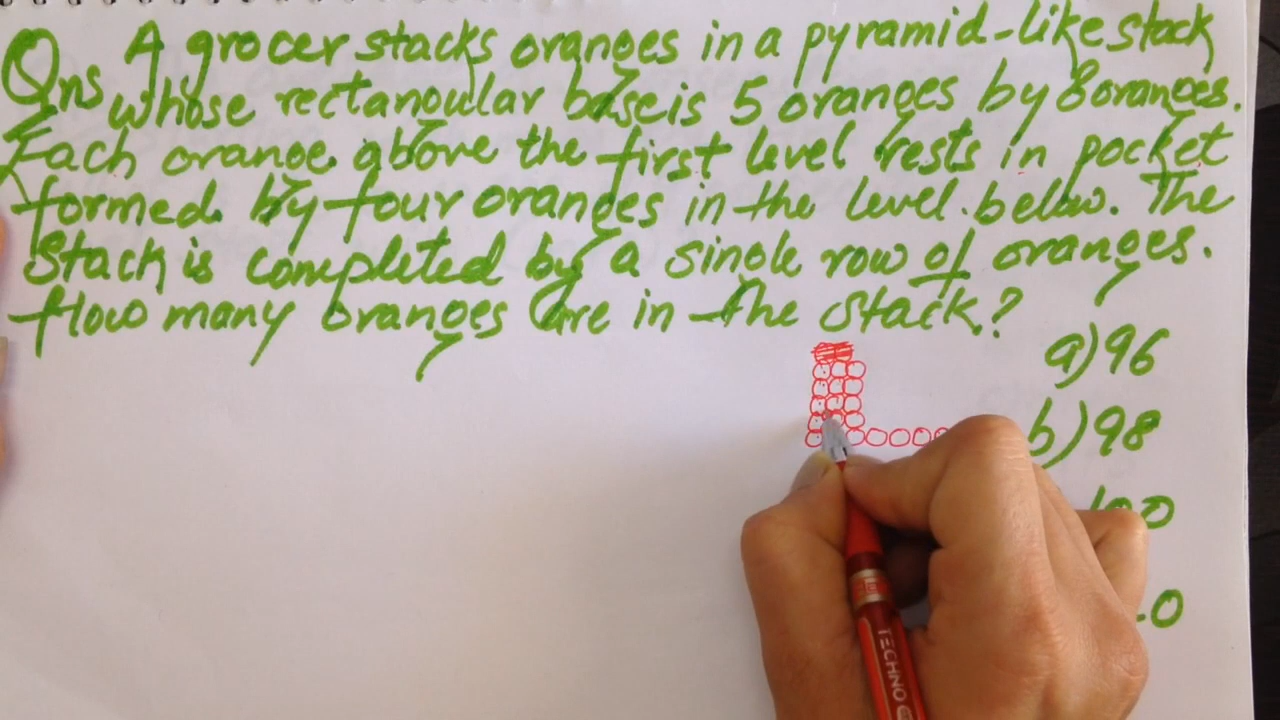 Qns A grocer stacks oranges in a pyramid-like stack
whose rectangular base is 5 oranges by 8 oranges.
Each orange above the first level rests in pocket
formed by four oranges in the level below. The
stack is completed by a single row of oranges.
How many oranges are in the stack?
a) 96
b) 98
TECHNO